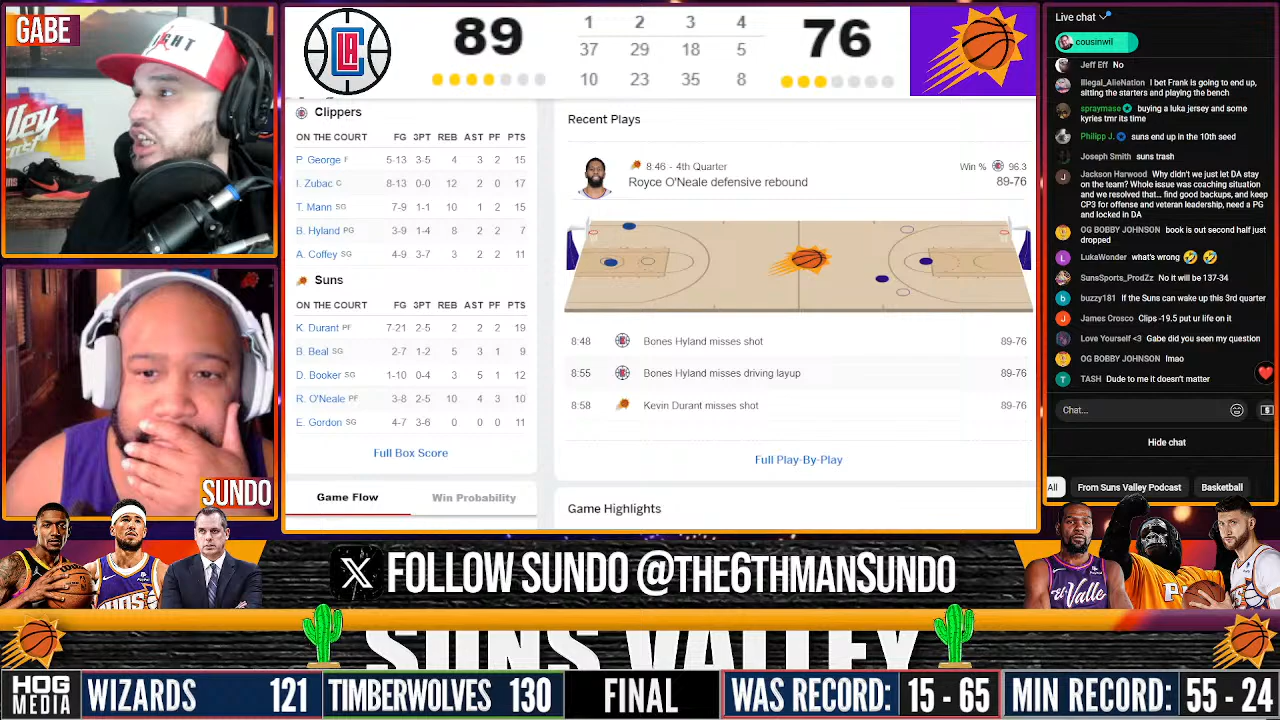 GABE
LA
89
1 2 3 4
37 29 18 5
10 23 35 8
76
Clippers
ON THE COURT FG 3PT REB AST PF PTS
P. George F 5-13 3-5 4 3 2 15
I. Zubac C 8-13 0-0 12 2 0 17
T. Mann SG 7-9 1-1 10 1 2 15
B. Hyland PG 3-9 1-4 8 2 2 7
A. Coffey SG 4-9 3-7 3 2 2 11
Suns
ON THE COURT FG 3PT REB AST PF PTS
K. Durant PF 7-21 2-5 2 2 2 19
B. Beal SG 2-7 1-2 5 3 1 9
D. Booker SG 1-10 0-4 3 5 1 12
R. O'Neale PF 3-8 2-5 10 4 3 10
E. Gordon SG 4-7 3-6 0 0 0 11
Full Box Score
Game Flow Win Probability
Recent Plays
8:46 - 4th Quarter
Win % 96.3
Royce O'Neale defensive rebound
89-76
8:48 Bones Hyland misses shot 89-76
8:55 Bones Hyland misses driving layup 89-76
8:58 Kevin Durant misses shot 89-76
Full Play-By-Play
Game Highlights
Live chat
cousinwil
Jeff Eff No
Illegal_AlieNation I bet Frank is going to end up,
sitting the starters and playing the bench
spraymase buying a luka jersey and some
kyries tmr its time
Philipp J. suns end up in the 10th seed
Joseph Smith suns trash
Jackson Harwood Why didn't we just let DA stay
on the team? Whole issue was coaching situation
and we resolved that. Find good backups, and keep
CP3 for offense and veteran leadership, need a PG
and locked in DA
OG BOBBY JOHNSON book is out second half just
dropped
LukaWonder what's wrong 🤣 🤣
SunsSports_ProdZz No it will be 137-34
buzzy181 If the Suns can wake up this 3rd quarter
James Crosco Clips -19.5 put ur life on it
Love Yourself <3 Gabe did you seen my question
OG BOBBY JOHNSON lmao
TASH Dude to me it doesn't matter
Chat...
Hide chat
All From Suns Valley Podcast Basketball
SUNDO
X FOLLOW SUNDO @THE6THMANSUNDO
SUNS VALLEY
HOG
MEDIA
WIZARDS 121 TIMBERWOLVES 130 FINAL WAS RECORD: 15 - 65 MIN RECORD: 55 - 24